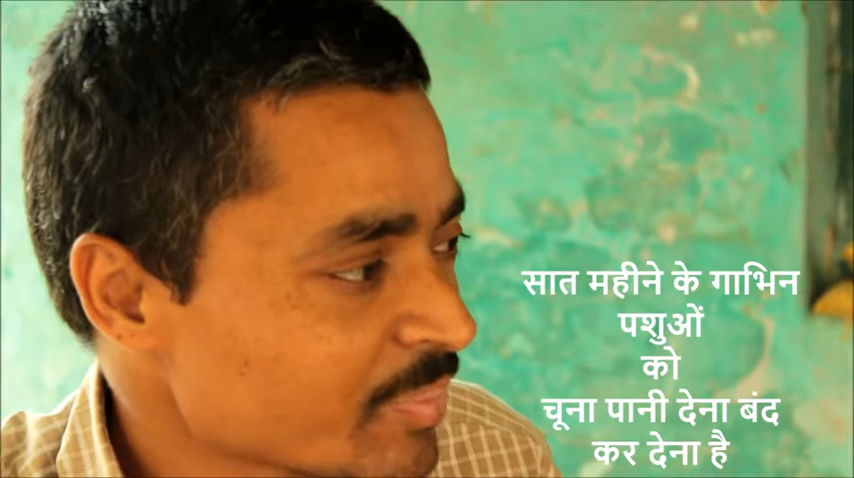 सात महीने के गाभिन
पशुओं
को
चूना पानी देना बंद
कर देना है